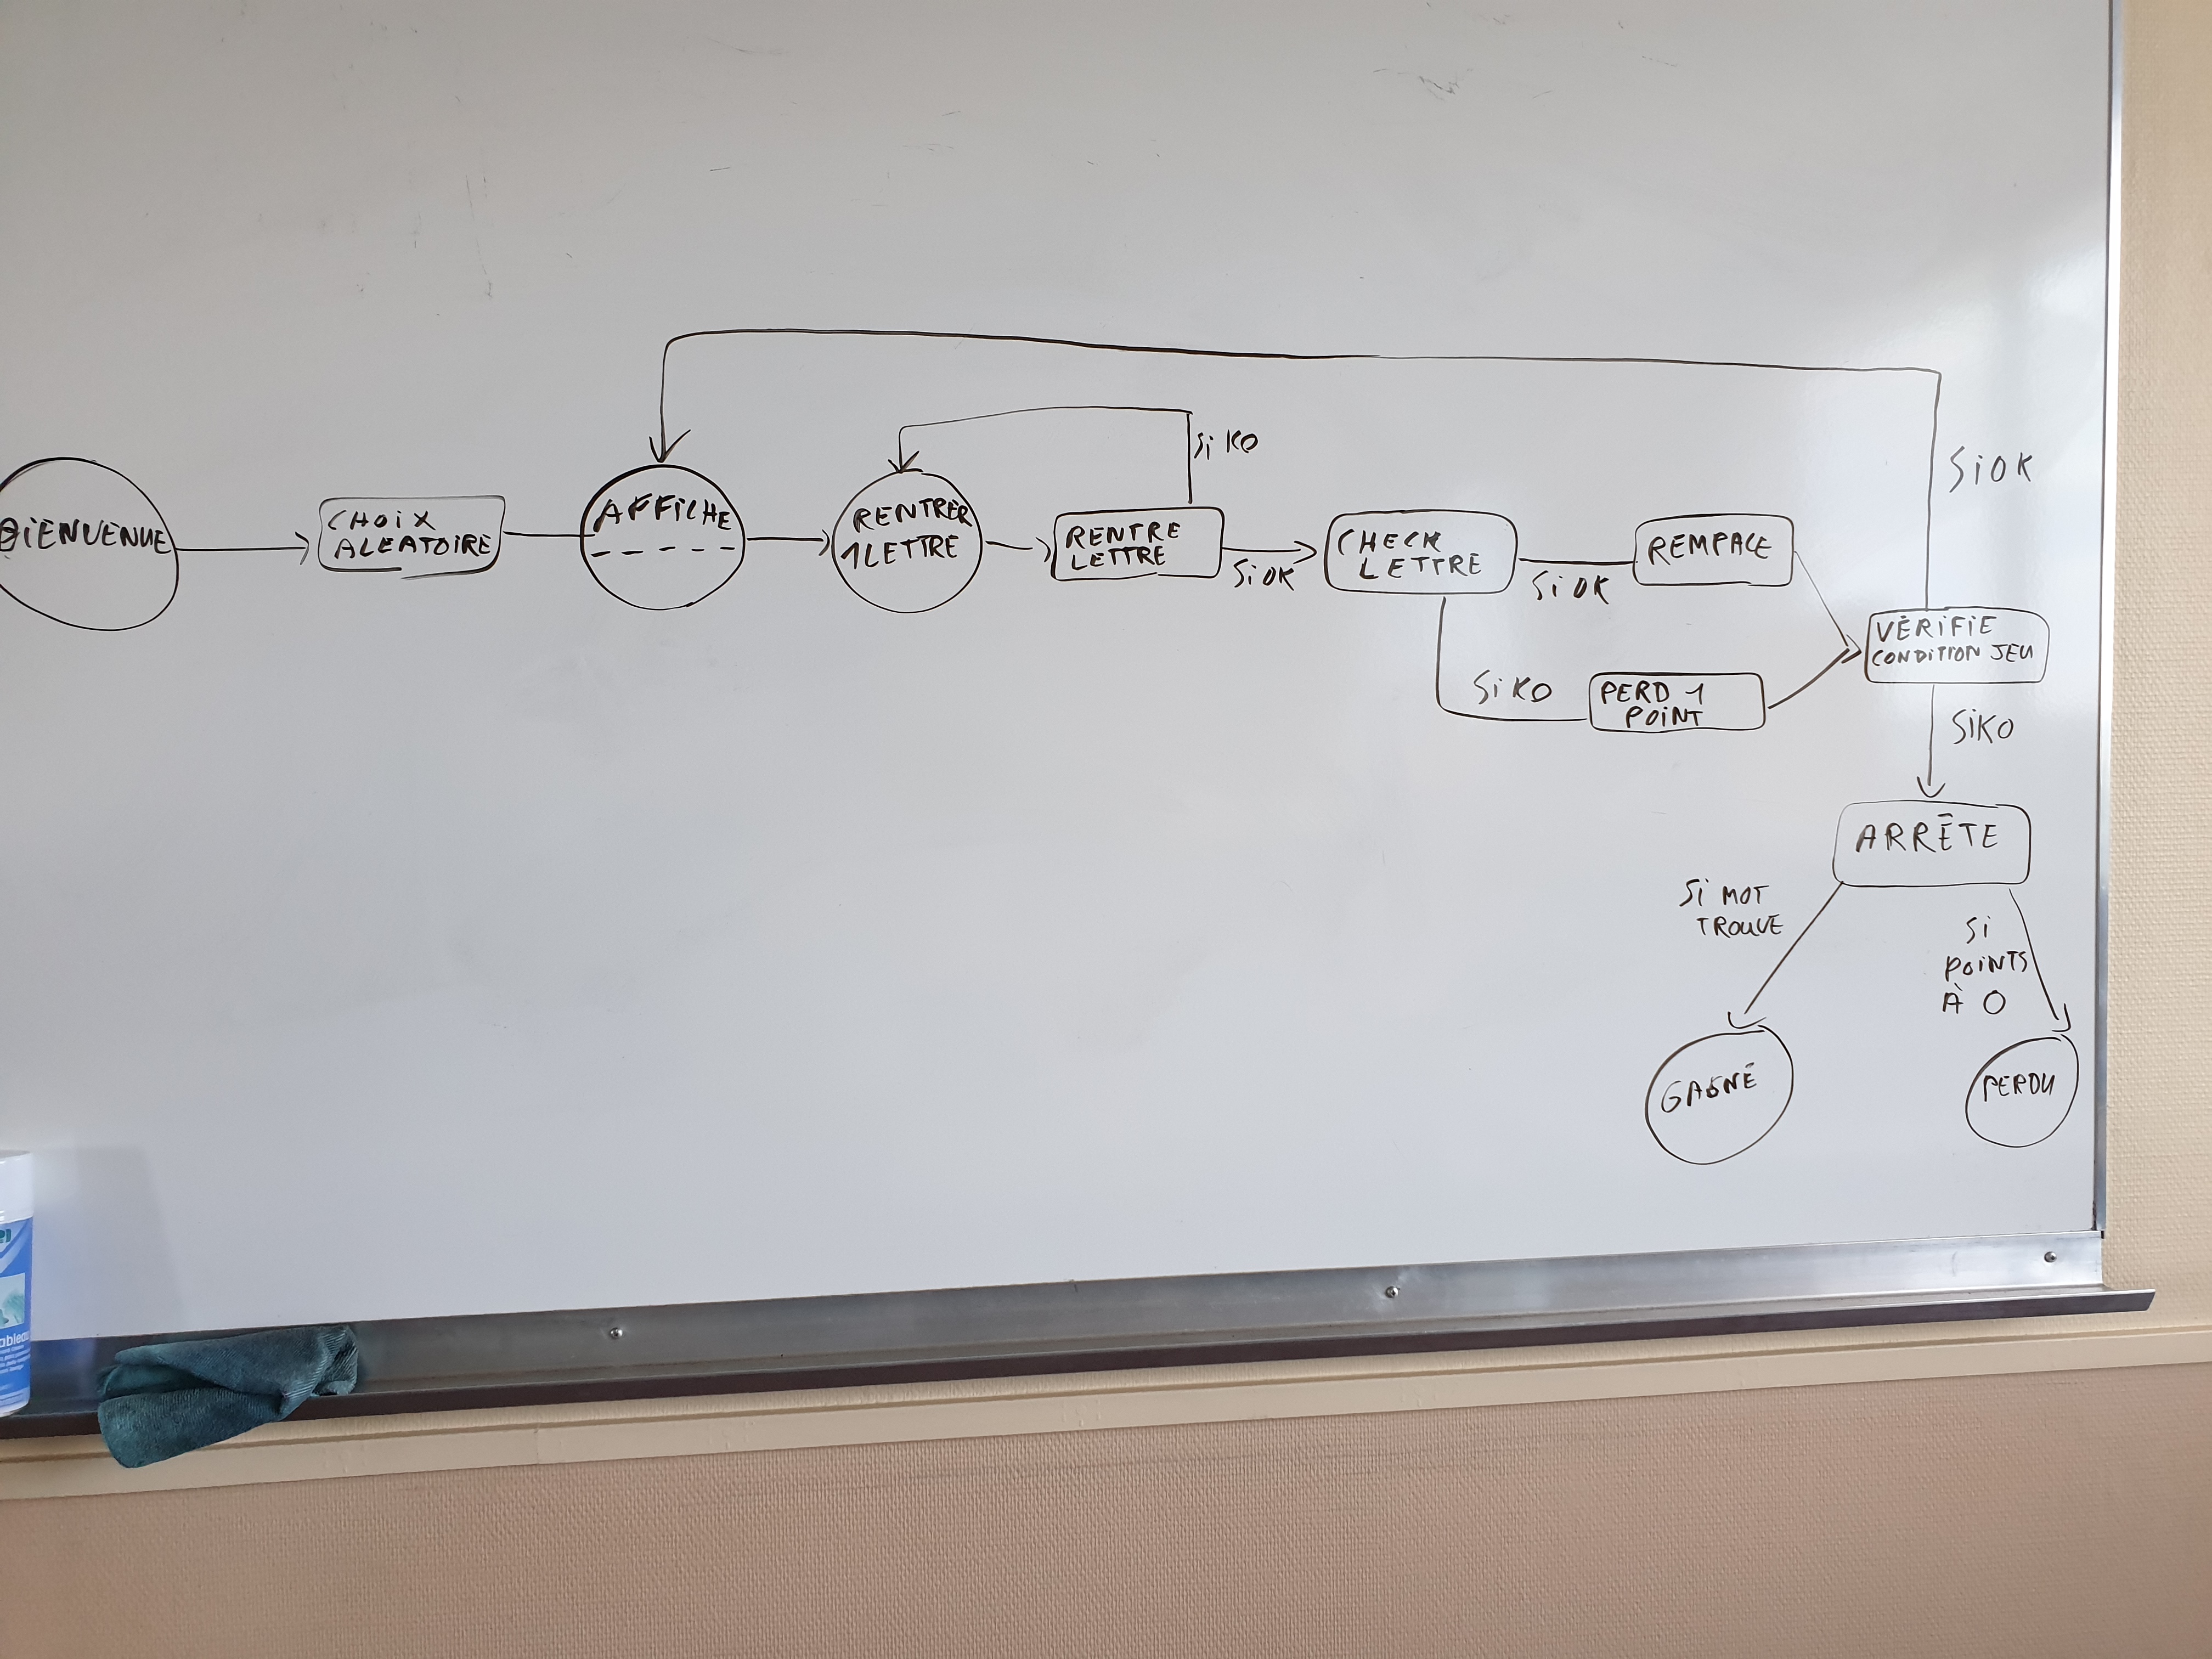 BIENVENUE
CHOIX
ALEATOIRE
AFFICHE
_ _ _ _ _
RENTRER
1 LETTRE
Si KO
RENTRE
LETTRE
Si OK
CHECK
LETTRE
Si OK
REMPACE
Si KO
PERD 1
POINT
Si OK
VÉRIFIE
CONDITION JEU
Si KO
ARRÊTE
Si MOT
TROUVE
Si
POINTS
À 0
GAGNÉ
PERDU
ableau